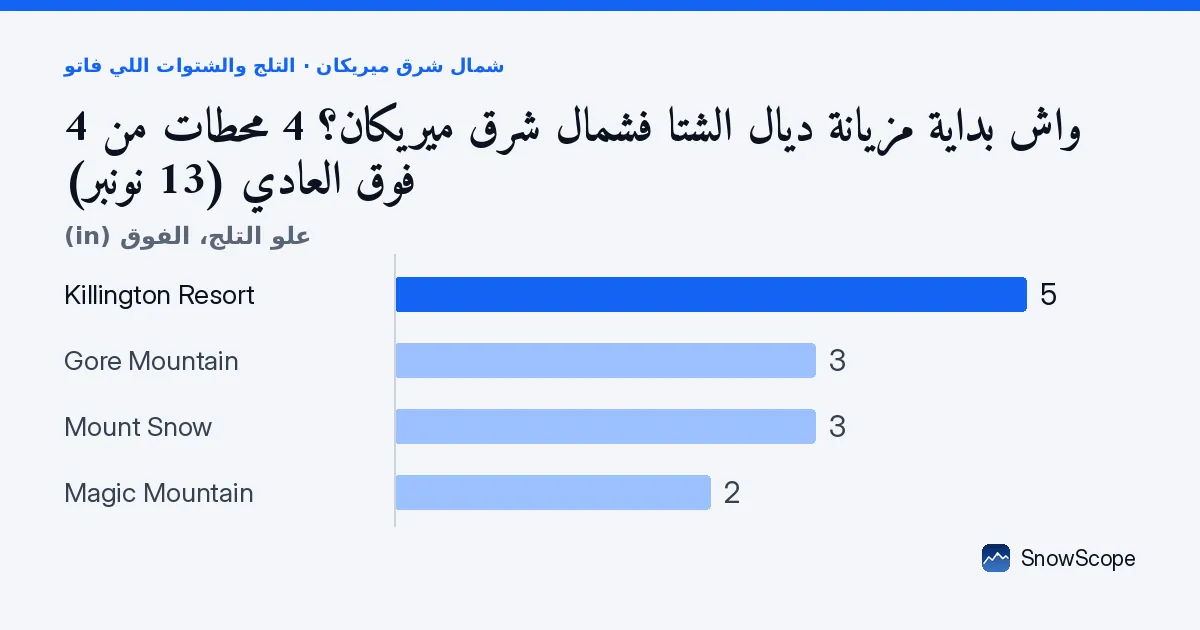 شمال شرق ميريكان · التلج والشتوات اللي فاتو
واش بداية مزيانة ديال الشتا فشمال شرق ميريكان؟ 4 محطات من 4
فوق العادي (13 نونبر)
علو التلج، الفوق (in)
Killington Resort 5
Gore Mountain 3
Mount Snow 3
Magic Mountain 2
SnowScope